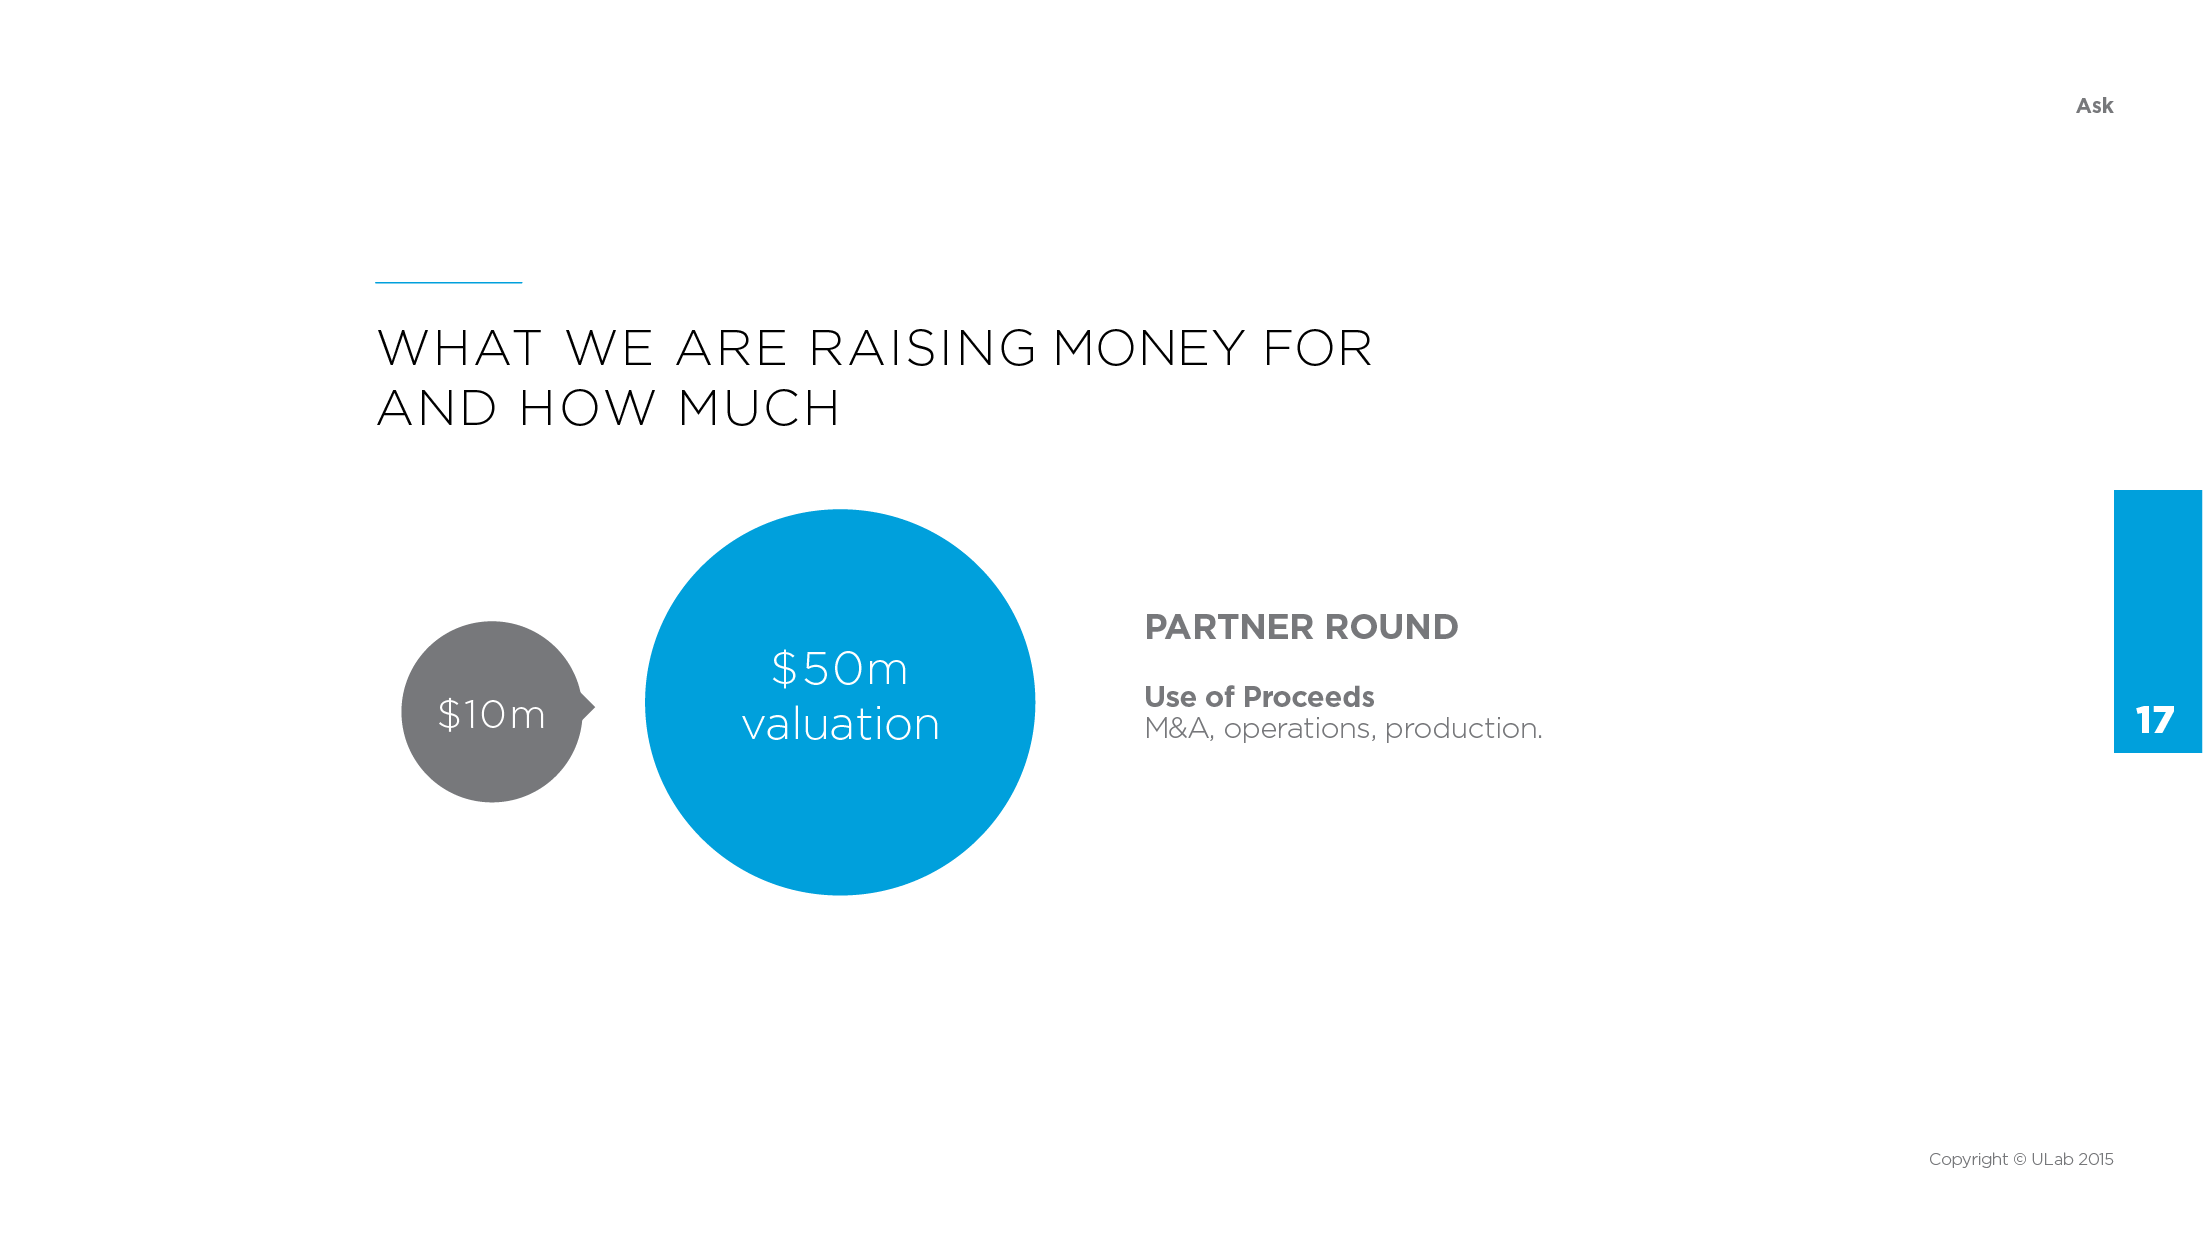 Ask
WHAT WE ARE RAISING MONEY FOR
AND HOW MUCH
$10m
$50m
valuation
PARTNER ROUND
Use of Proceeds
M&A, operations, production.
17
Copyright © ULab 2015